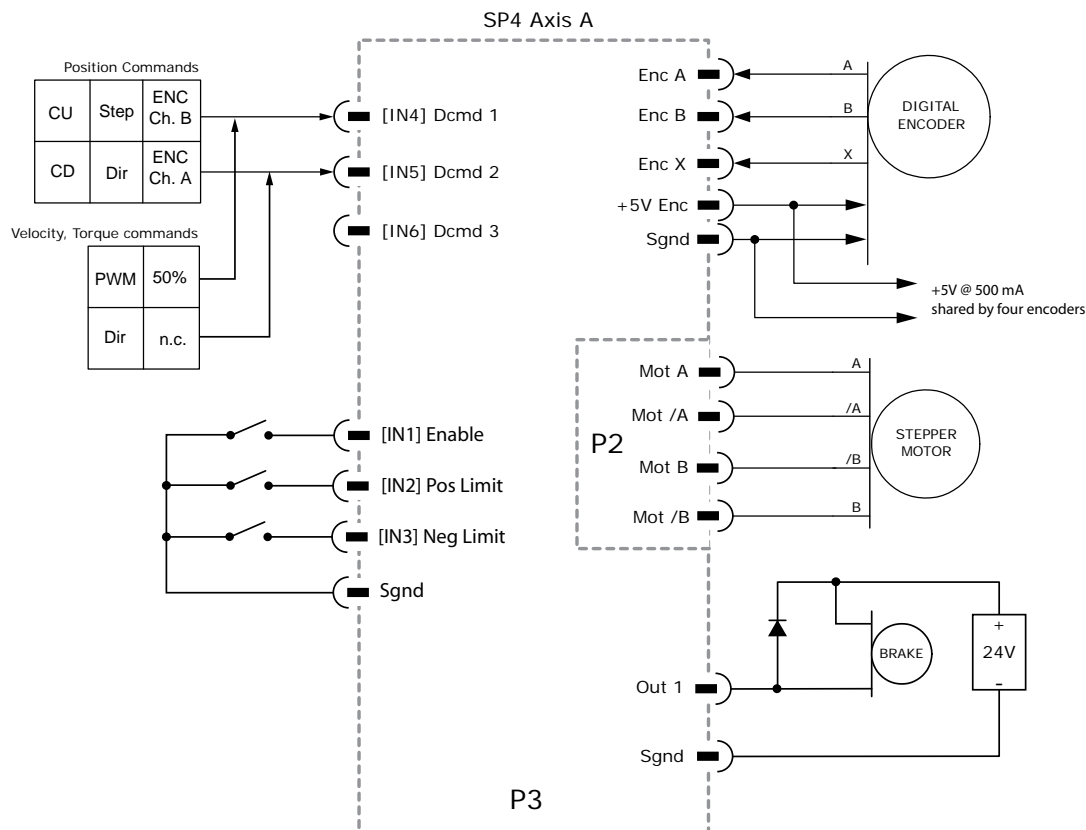 SP4 Axis A
Position Commands
CU
Step
ENC
Ch. B
CD
Dir
ENC
Ch. A
Velocity, Torque commands
PWM
50%
Dir
n.c.
[IN4] Dcmd 1
[IN5] Dcmd 2
[IN6] Dcmd 3
[IN1] Enable
[IN2] Pos Limit
[IN3] Neg Limit
Sgnd
Enc A
A
Enc B
B
Enc X
X
+5V Enc
Sgnd
DIGITAL
ENCODER
+5V @ 500 mA
shared by four encoders
P2
Mot A
A
Mot /A
/A
Mot B
/B
Mot /B
B
STEPPER
MOTOR
Out 1
BRAKE
+
24V
-
Sgnd
P3